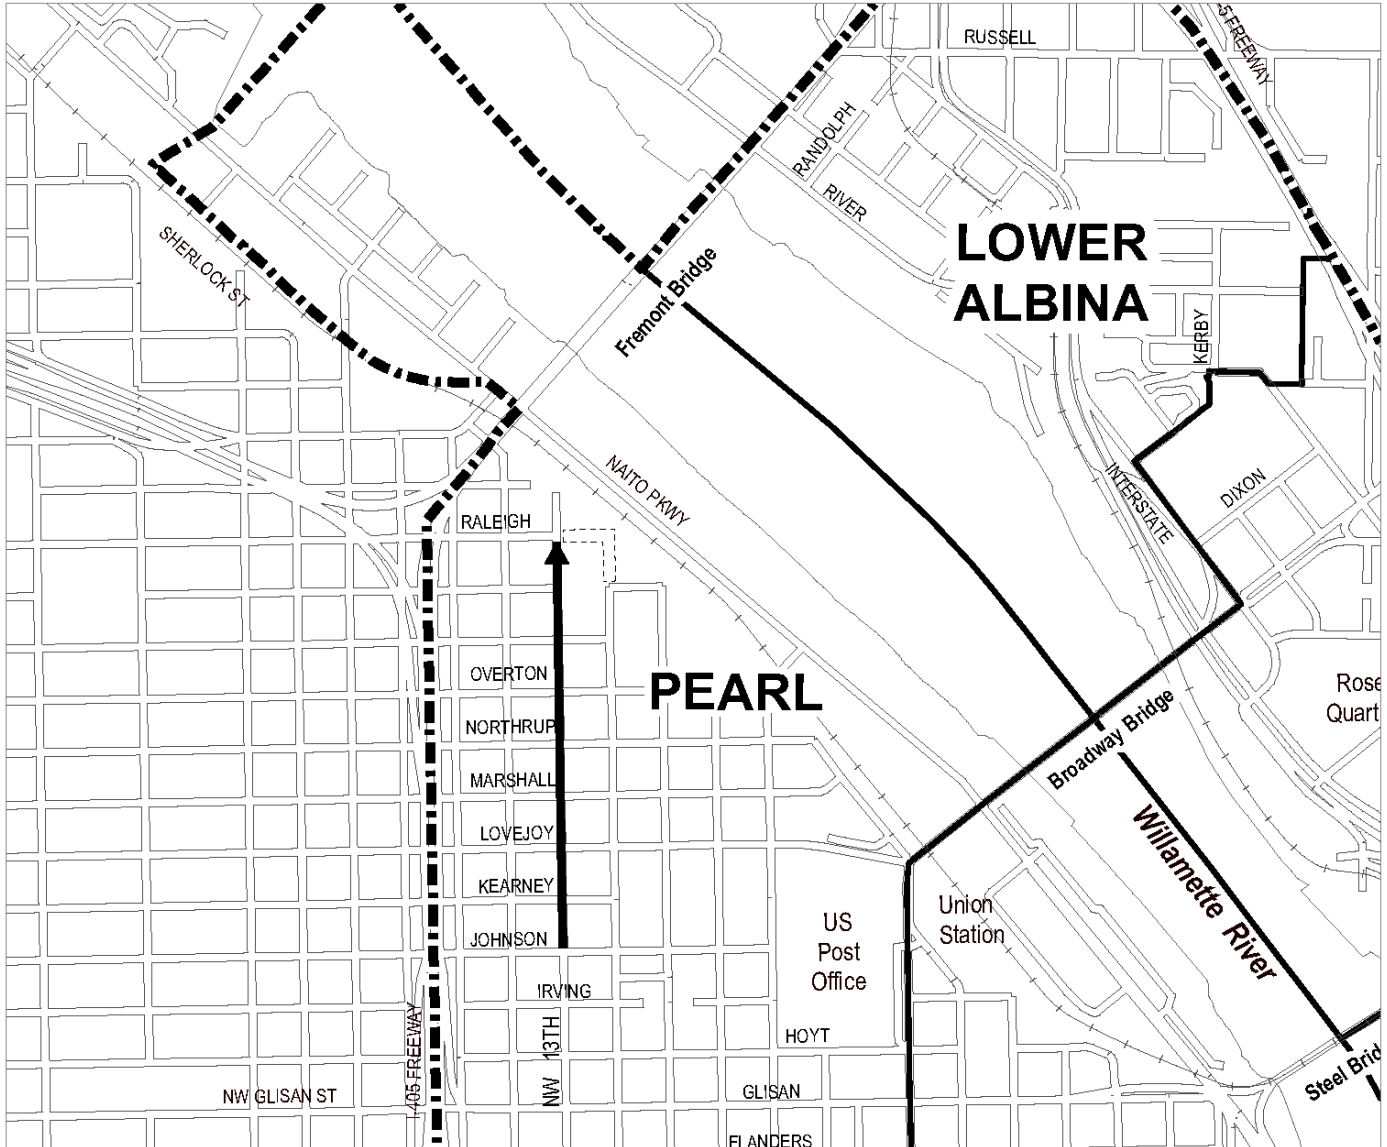 5 FREEWAY
RUSSELL
RANDOLPH
RIVER
SHERLOCK ST
LOWER
ALBINA
Fremont Bridge
KERBY
NAITO PKWY
INTERSTATE
DIXON
RALEIGH
OVERTON
PEARL
Rose
Quart
NORTHRUP
Broadway Bridge
MARSHALL
LOVEJOY
Willamette River
KEARNEY
US
Post
Office
Union
Station
JOHNSON
IRVING
HOYT
I-405 FREEWAY
NW 13TH
NW GLISAN ST
GLISAN
Steel Brid
FLANDERS